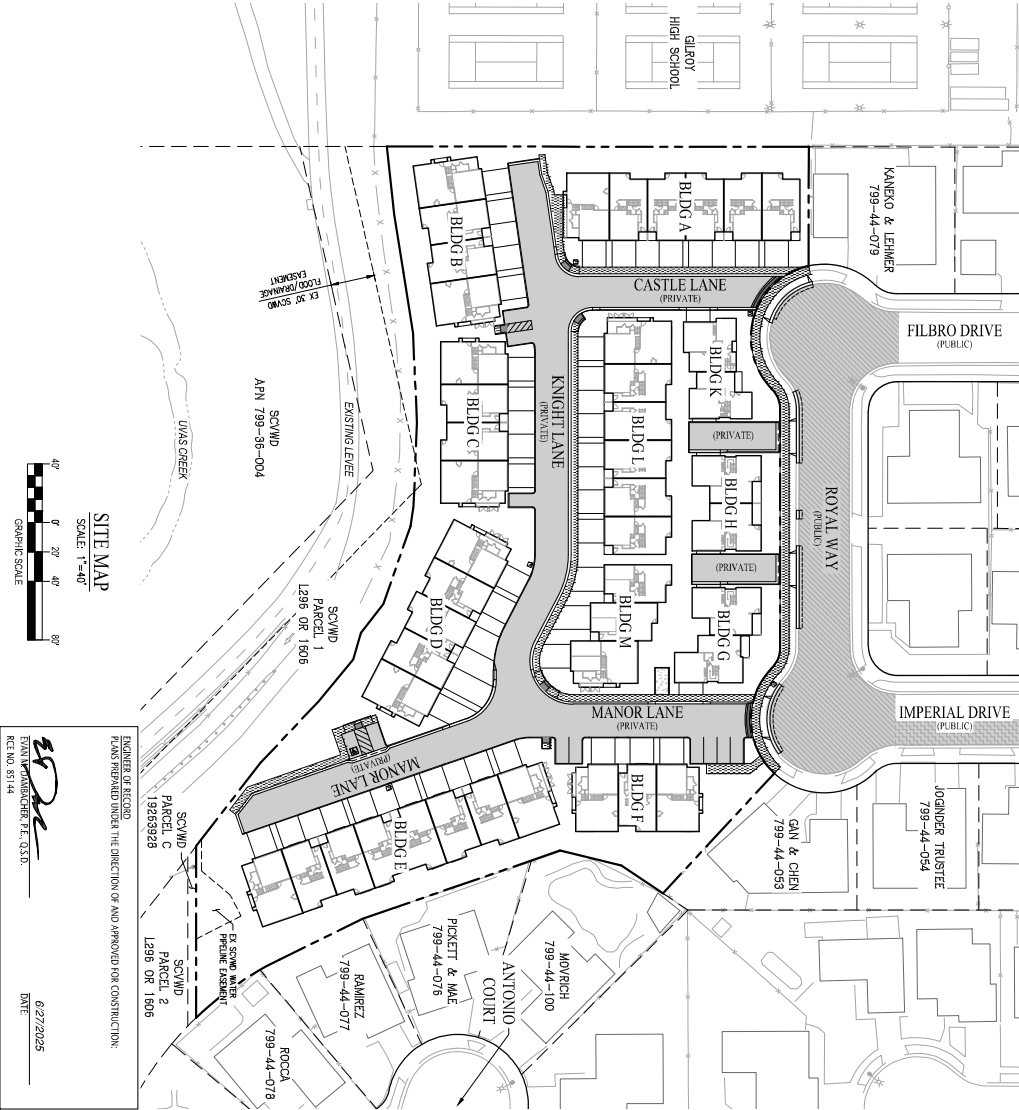 GILROY
HIGH SCHOOL
KANEKO & LEHMER
799-44-079
BLDG A
BLDG B
CASTLE LANE
(PRIVATE)
FILBRO DRIVE
(PUBLIC)
EX 30' SCVWD
FLOOD/DRAINAGE
EASEMENT
BLDG K
KNIGHT LANE
(PRIVATE)
BLDG C
BLDG L
(PRIVATE)
BLDG H
(PRIVATE)
ROYAL WAY
(PUBLIC)
SCVWD
APN 799-36-004
EXISTING LEVEE
UVAS CREEK
SITE MAP
SCALE: 1"=40'
40'
0'
20'
40'
80'
GRAPHIC SCALE
SCVWD
PARCEL 1
L296 OR 1606
BLDG D
BLDG M
BLDG G
MANOR LANE
(PRIVATE)
IMPERIAL DRIVE
(PUBLIC)
MANOR LANE
(PRIVATE)
BLDG F
BLDG E
GAN & CHEN
799-44-053
JOGINDER TRUSTEE
799-44-054
SCVWD
PARCEL C
19263928
EX SCVWD WATER
PIPELINE EASEMENT
SCVWD
PARCEL 2
L296 OR 1606
MOVRICH
799-44-100
PICKETT & MAE
799-44-076
RAMIREZ
799-44-077
ROCCA
799-44-078
ANTONIO
COURT
ENGINEER OF RECORD
PLANS PREPARED UNDER THE DIRECTION OF AND APPROVED FOR CONSTRUCTION:
EVAN M DAMBACHER, P.E. Q.S.D.
RCE NO. 85144
6/27/2025
DATE: